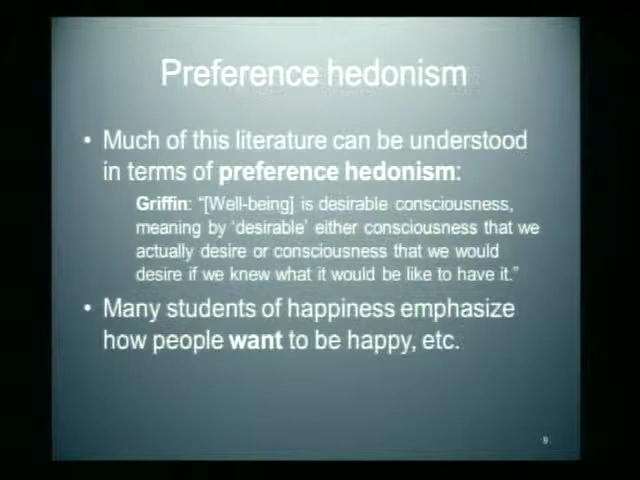 Preference hedonism
• Much of this literature can be understood
in terms of preference hedonism:
Griffin: “[Well-being] is desirable consciousness,
meaning by ‘desirable’ either consciousness that we
actually desire or consciousness that we would
desire if we knew what it would be like to have it.”
• Many students of happiness emphasize
how people want to be happy, etc.
9